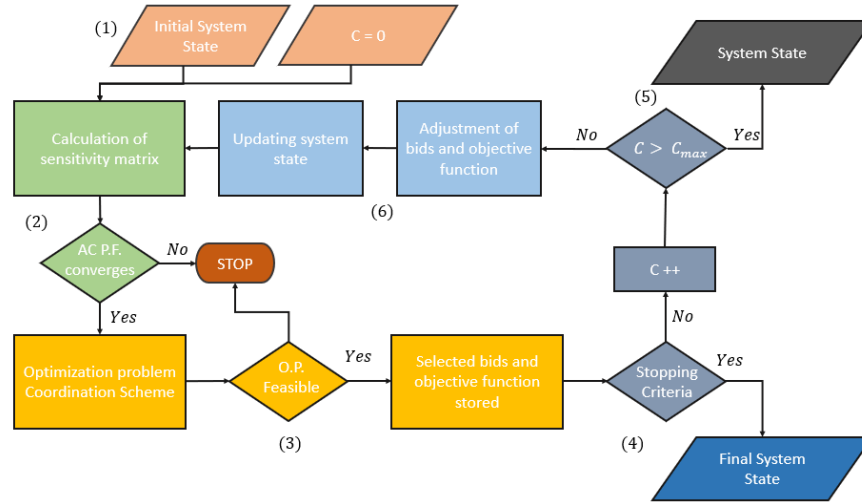 (1)
Initial System
State
C = 0
System State
Calculation of
sensitivity matrix
Updating system
state
Adjustment of
bids and objective
function
No
(5)
C > Cmax
Yes
(6)
(2)
AC P.F.
converges
No
STOP
C ++
Yes
No
Optimization problem
Coordination Scheme
O.P.
Feasible
Yes
Selected bids and
objective function
stored
Stopping
Criteria
Yes
(3)
(4)
Final System
State